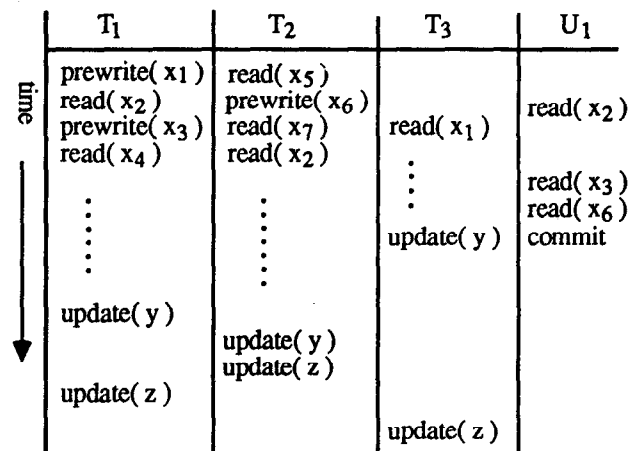 T1 T2 T3 U1
time
prewrite( x1) read( x5)
read( x2) prewrite( x6) read( x2)
prewrite( x3) read( x7) read( x1)
read( x4) read( x2)
read( x3)
read( x6)
update( y) commit
update( y)
update( y)
update( z)
update( z)
update( z)